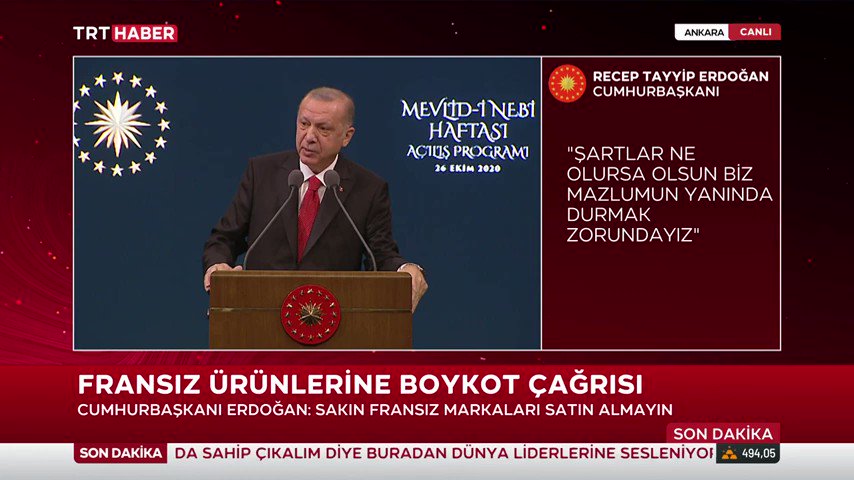 TRT HABER
ANKARA CANLI
MEVLİD-İ NEBİ
HAFTASI
AÇILIŞ PROGRAMI
26 EKİM 2020
RECEP TAYYİP ERDOĞAN
CUMHURBAŞKANI
"ŞARTLAR NE
OLURSA OLSUN BİZ
MAZLUMUN YANINDA
DURMAK
ZORUNDAYIZ"
FRANSIZ ÜRÜNLERİNE BOYKOT ÇAĞRISI
CUMHURBAŞKANI ERDOĞAN: SAKIN FRANSIZ MARKALARI SATIN ALMAYIN
SON DAKİKA
SON DAKİKA DA SAHİP ÇIKALIM DİYE BURADAN DÜNYA LİDERLERİNE SESLENİYOR 494,05